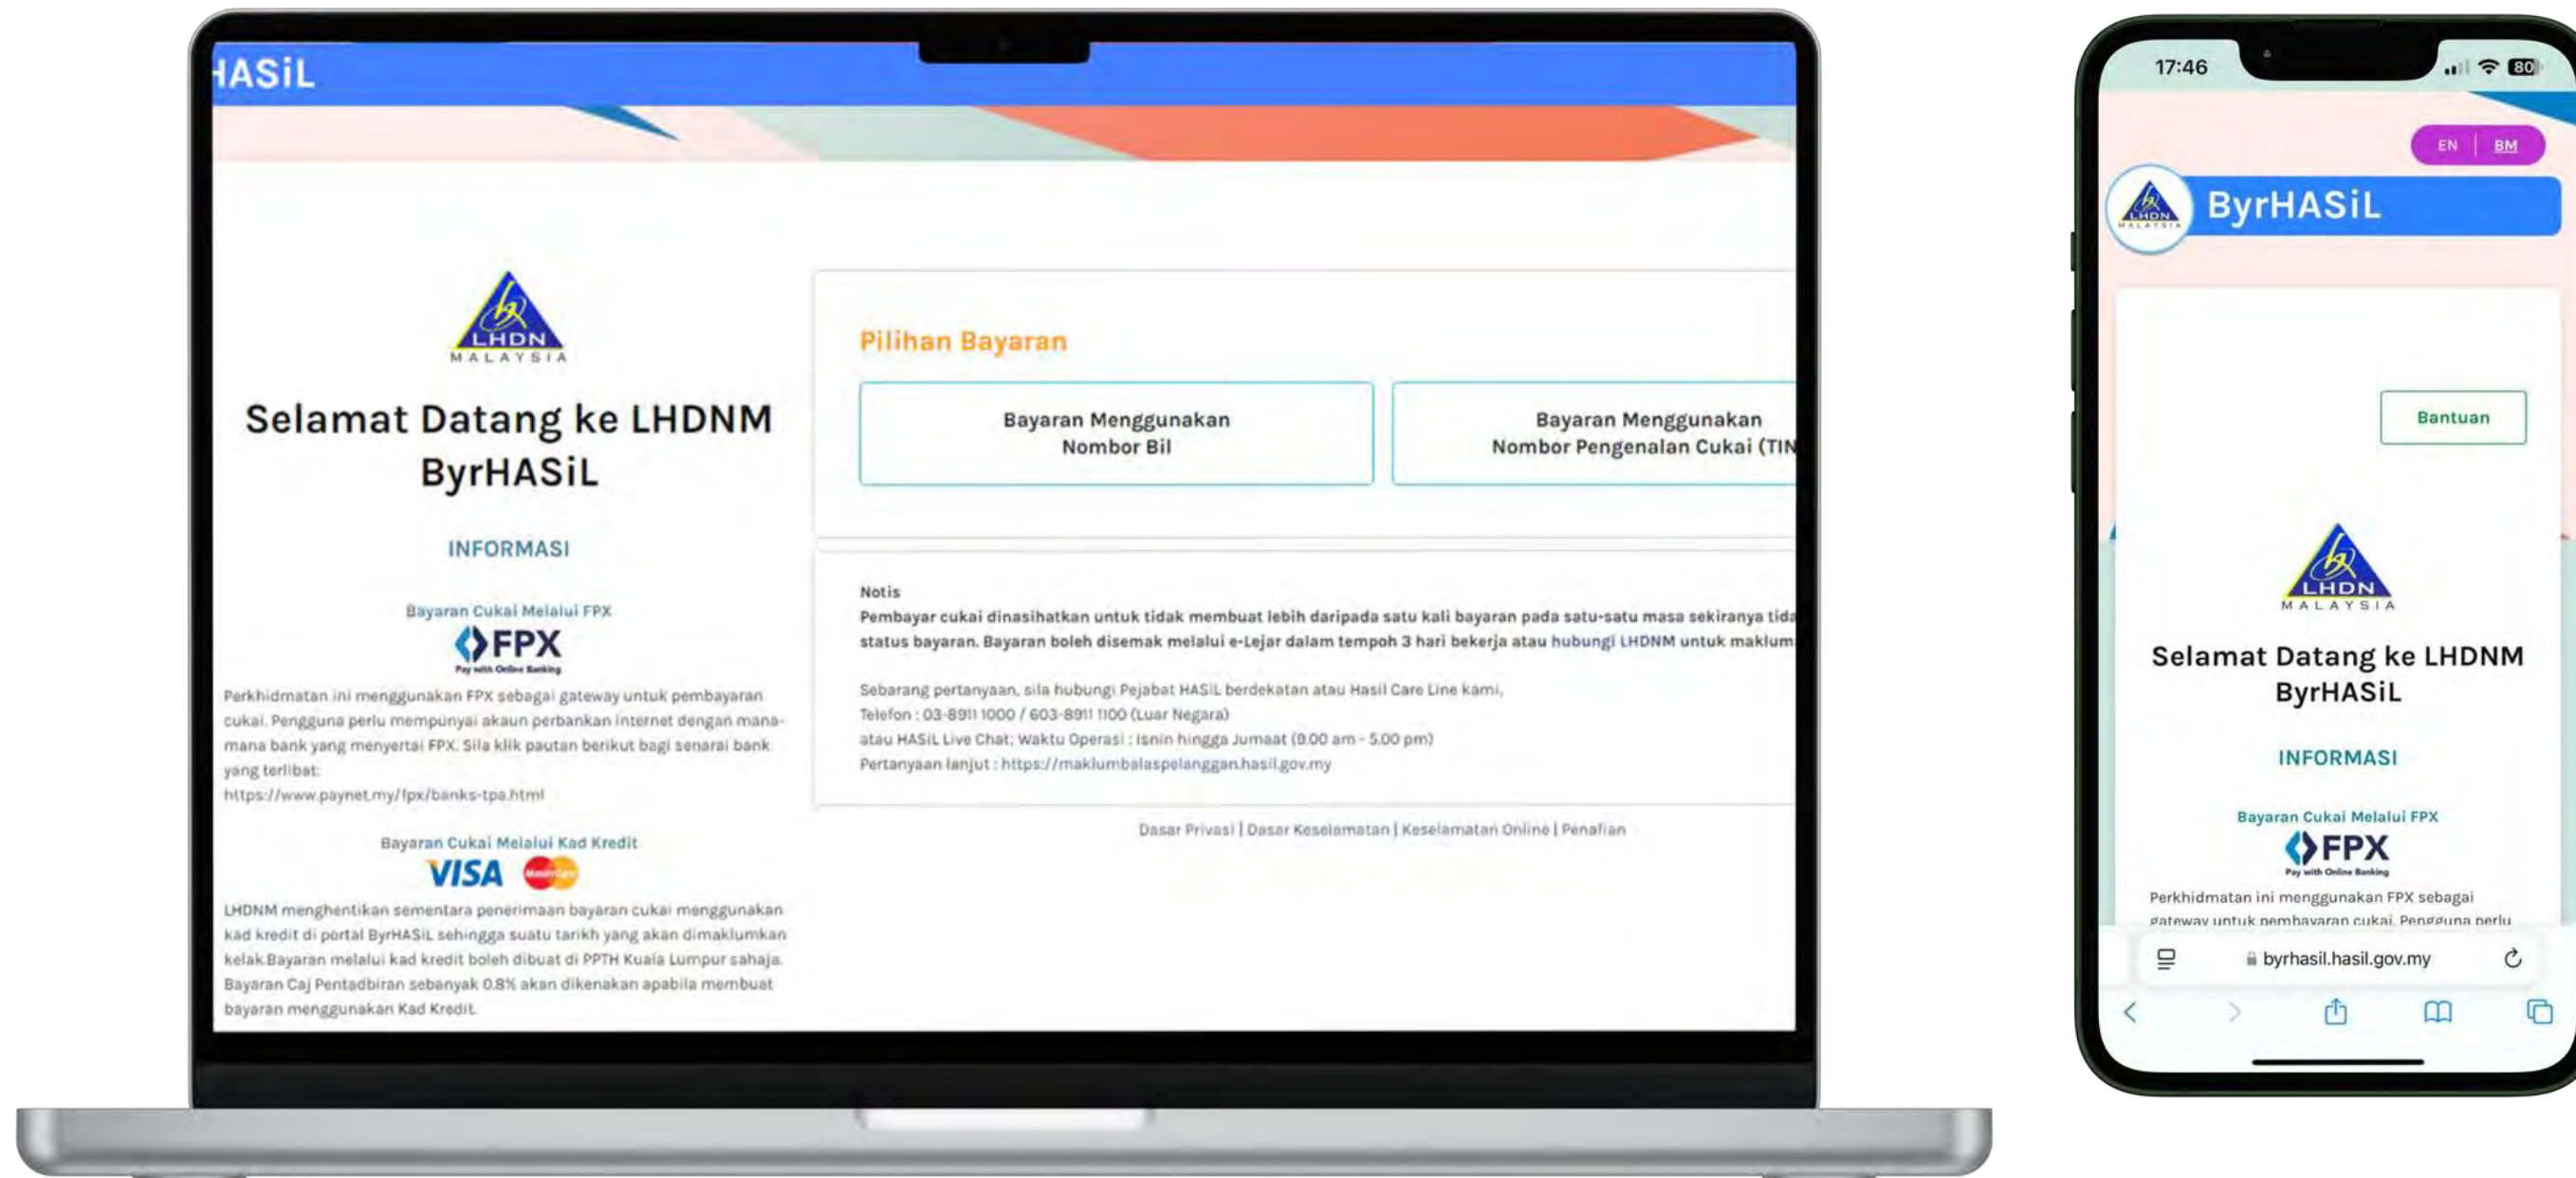 HASiL
LHDN
MALAYSIA
Selamat Datang ke LHDNM
ByrHASiL
INFORMASI
Bayaran Cukai Melalui FPX
FPX
Pay with Online Banking
Perkhidmatan ini menggunakan FPX sebagai gateway untuk pembayaran
cukai. Pengguna perlu mempunyai akaun perbankan internet dengan mana-
mana bank yang menyertai FPX. Sila klik pautan berikut bagi senarai bank
yang terlibat:
https://www.paynet.my/fpx/banks-tpa.html
Bayaran Cukai Melalui Kad Kredit
VISA MasterCard
LHDNM menghentikan sementara penerimaan bayaran cukai menggunakan
kad kredit di portal ByrHASiL sehingga suatu tarikh yang akan dimaklumkan
kelak.Bayaran melalui kad kredit boleh dibuat di PPTH Kuala Lumpur sahaja.
Bayaran Caj Pentadbiran sebanyak 0.8% akan dikenakan apabila membuat
bayaran menggunakan Kad Kredit.
Pilihan Bayaran
Bayaran Menggunakan
Nombor Bil
Bayaran Menggunakan
Nombor Pengenalan Cukai (TIN
Notis
Pembayar cukai dinasihatkan untuk tidak membuat lebih daripada satu kali bayaran pada satu-satu masa sekiranya tida
status bayaran. Bayaran boleh disemak melalui e-Lejar dalam tempoh 3 hari bekerja atau hubungi LHDNM untuk maklum
Sebarang pertanyaan, sila hubungi Pejabat HASiL berdekatan atau Hasil Care Line kami,
Telefon : 03-8911 1000 / 603-8911 1100 (Luar Negara)
atau HASiL Live Chat; Waktu Operasi : Isnin hingga Jumaat (9.00 am - 5.00 pm)
Pertanyaan lanjut : https://maklumbalaspelanggan.hasil.gov.my
Dasar Privasi | Dasar Keselamatan | Keselamatan Online | Penafian
17:46
80
EN | BM
LHDN
MALAYSIA
ByrHASiL
Bantuan
LHDN
MALAYSIA
Selamat Datang ke LHDNM
ByrHASiL
INFORMASI
Bayaran Cukai Melalui FPX
FPX
Pay with Online Banking
Perkhidmatan ini menggunakan FPX sebagai
gateway untuk pembayaran cukai. Pengguna perlu
byrhasil.hasil.gov.my